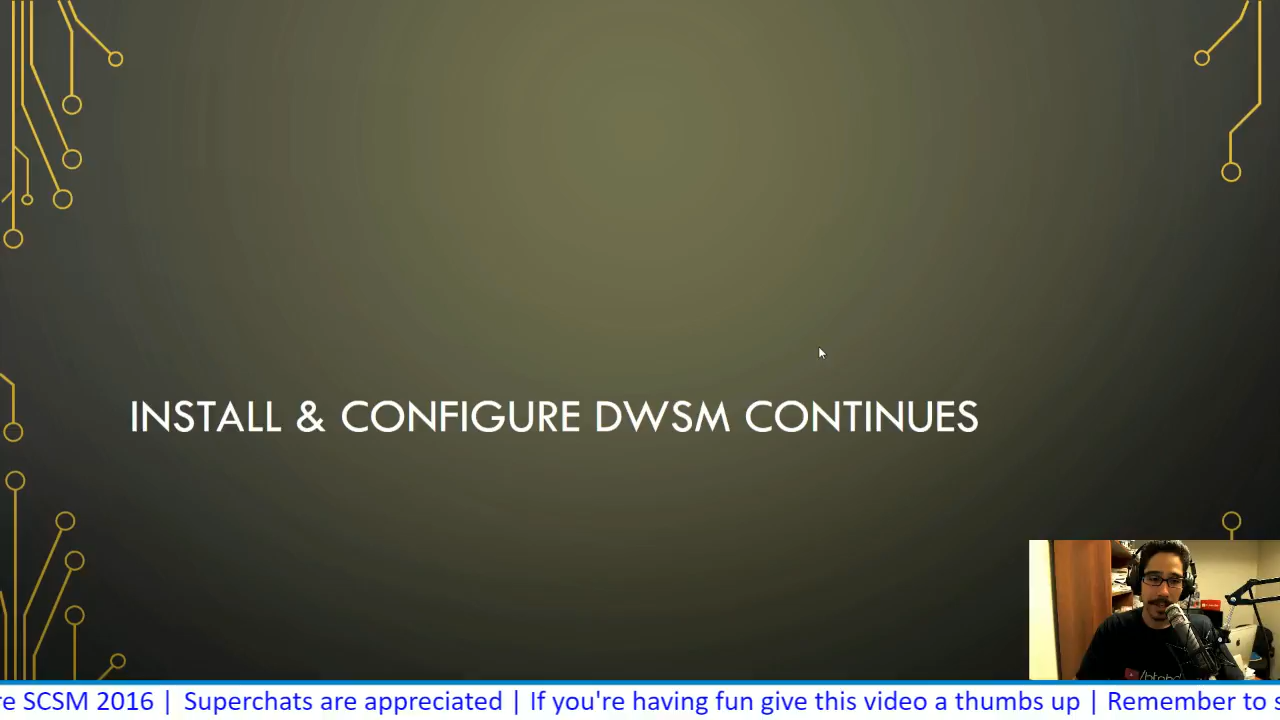 INSTALL & CONFIGURE DWSM CONTINUES
re SCSM 2016 | Superchats are appreciated | If you're having fun give this video a thumbs up | Remember to s